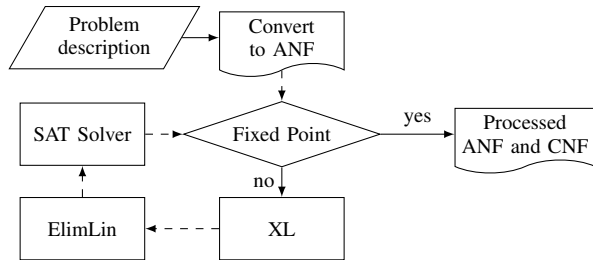 Problem
description
Convert
to ANF
SAT Solver
Fixed Point
yes
Processed
ANF and CNF
no
ElimLin
XL